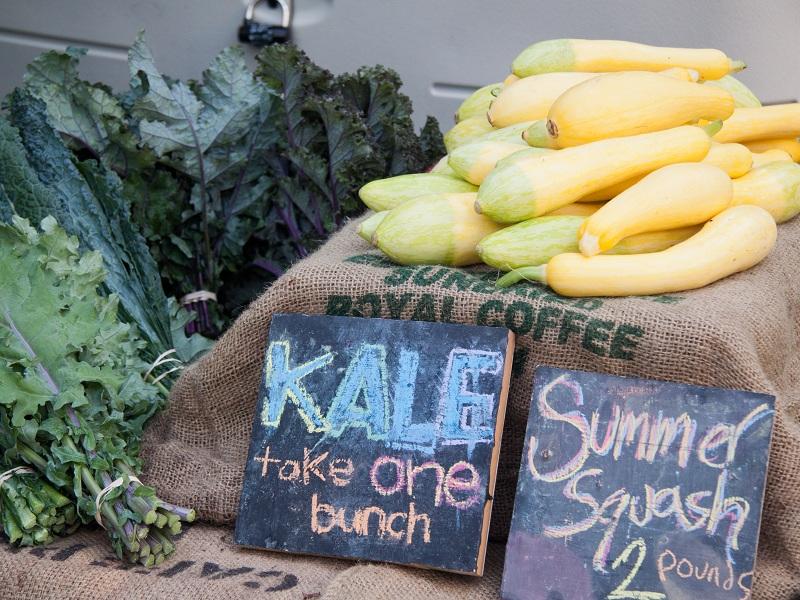 ROYAL COFFEE
KALE
take one
bunch
Summer
Squash
2 pounds